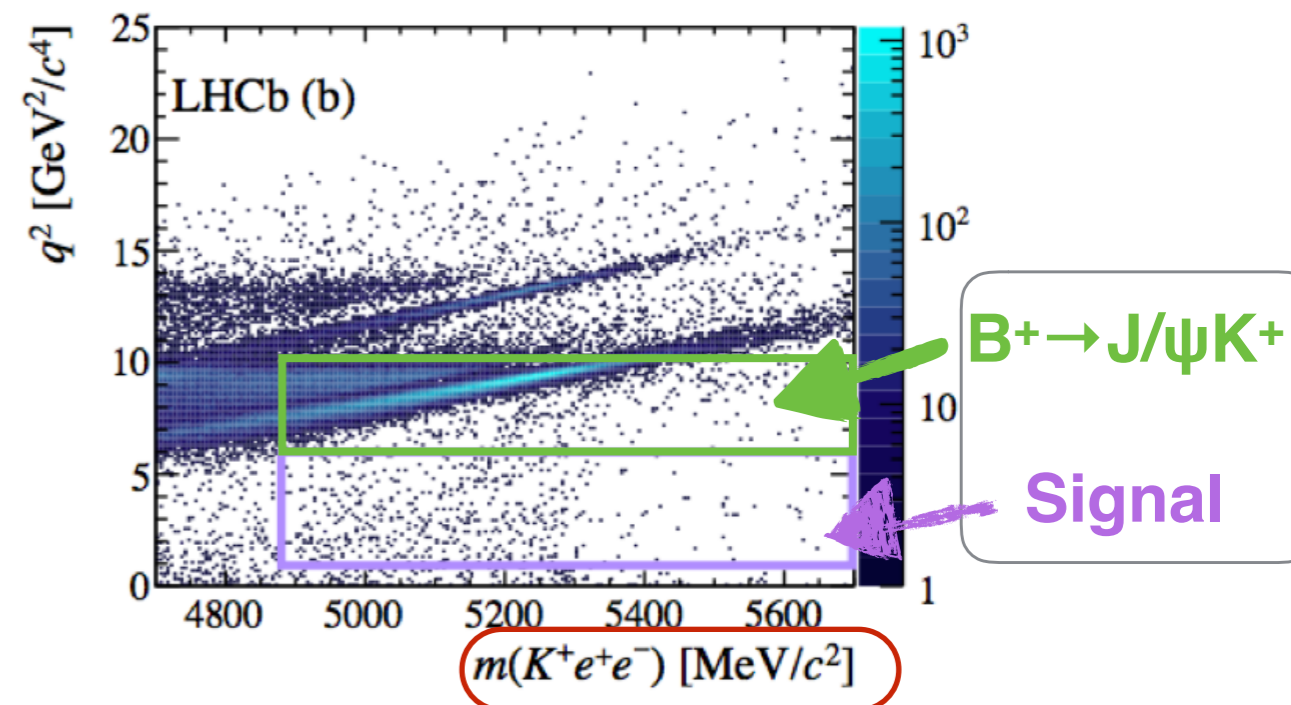 25
20
15
10
5
0
q² [GeV²/c⁴]
LHCb (b)
4800 5000 5200 5400 5600
m(K⁺e⁺e⁻) [MeV/c²]
10³
10²
10
1
B⁺→J/ψK⁺
Signal